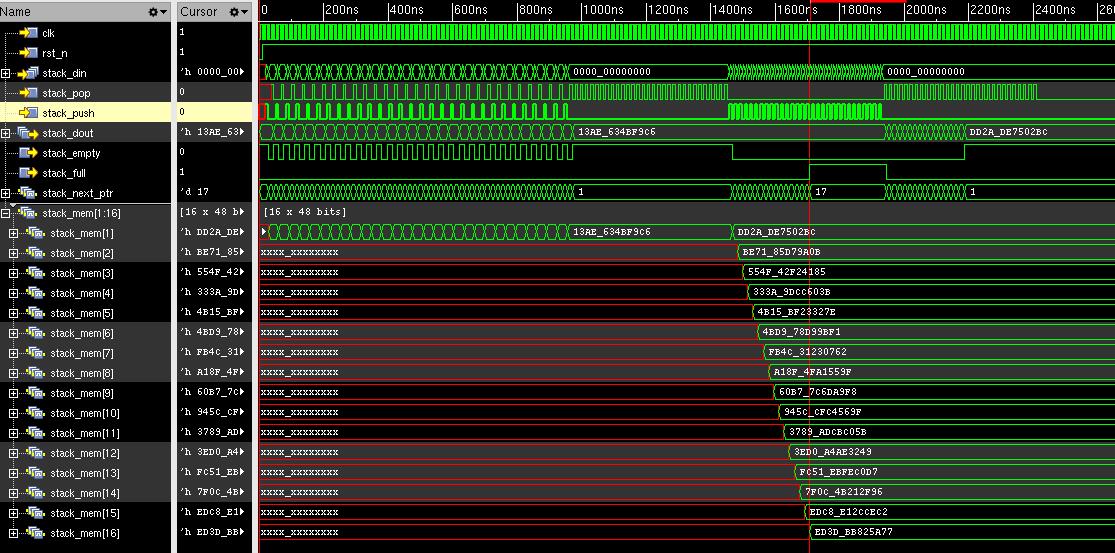 Name Cursor 0 200ns 400ns 600ns 800ns 1000ns 1200ns 1400ns 1600ns 1800ns 2000ns 2200ns 2400ns
clk 1
rst_n 1
stack_din 'h 0000_00 0000_00000000 0000_00000000
stack_pop 0
stack_push 0
stack_dout 'h 13AE_63 13AE_634BF9C6 DD2A_DE7502BC
stack_empty 0
stack_full 1
stack_next_ptr 'd 17 1 17 1
stack_mem[1:16] [16 x 48 b [16 x 48 bits]
stack_mem[1] 'h DD2A_DE 13AE_634BF9C6 DD2A_DE7502BC
stack_mem[2] 'h BE71_85 xxxx_xxxxxxxx BE71_85D79A0B
stack_mem[3] 'h 554F_42 xxxx_xxxxxxxx 554F_42F24185
stack_mem[4] 'h 333A_9D xxxx_xxxxxxxx 333A_9DCC603B
stack_mem[5] 'h 4B15_BF xxxx_xxxxxxxx 4B15_BF23327E
stack_mem[6] 'h 4BD9_78 xxxx_xxxxxxxx 4BD9_78D99BF1
stack_mem[7] 'h FB4C_31 xxxx_xxxxxxxx FB4C_31230762
stack_mem[8] 'h A18F_4F xxxx_xxxxxxxx A18F_4FA1559F
stack_mem[9] 'h 60B7_7C xxxx_xxxxxxxx 60B7_7C6DA9F8
stack_mem[10] 'h 945C_CF xxxx_xxxxxxxx 945C_CFC4569F
stack_mem[11] 'h 3789_AD xxxx_xxxxxxxx 3789_ADCBC05B
stack_mem[12] 'h 3ED0_A4 xxxx_xxxxxxxx 3ED0_A4AE3249
stack_mem[13] 'h FC51_EB xxxx_xxxxxxxx FC51_EBFEC0D7
stack_mem[14] 'h 7F0C_4B xxxx_xxxxxxxx 7F0C_4B212F96
stack_mem[15] 'h EDC8_E1 xxxx_xxxxxxxx EDC8_E12CCEC2
stack_mem[16] 'h ED3D_BB xxxx_xxxxxxxx ED3D_BB825A77